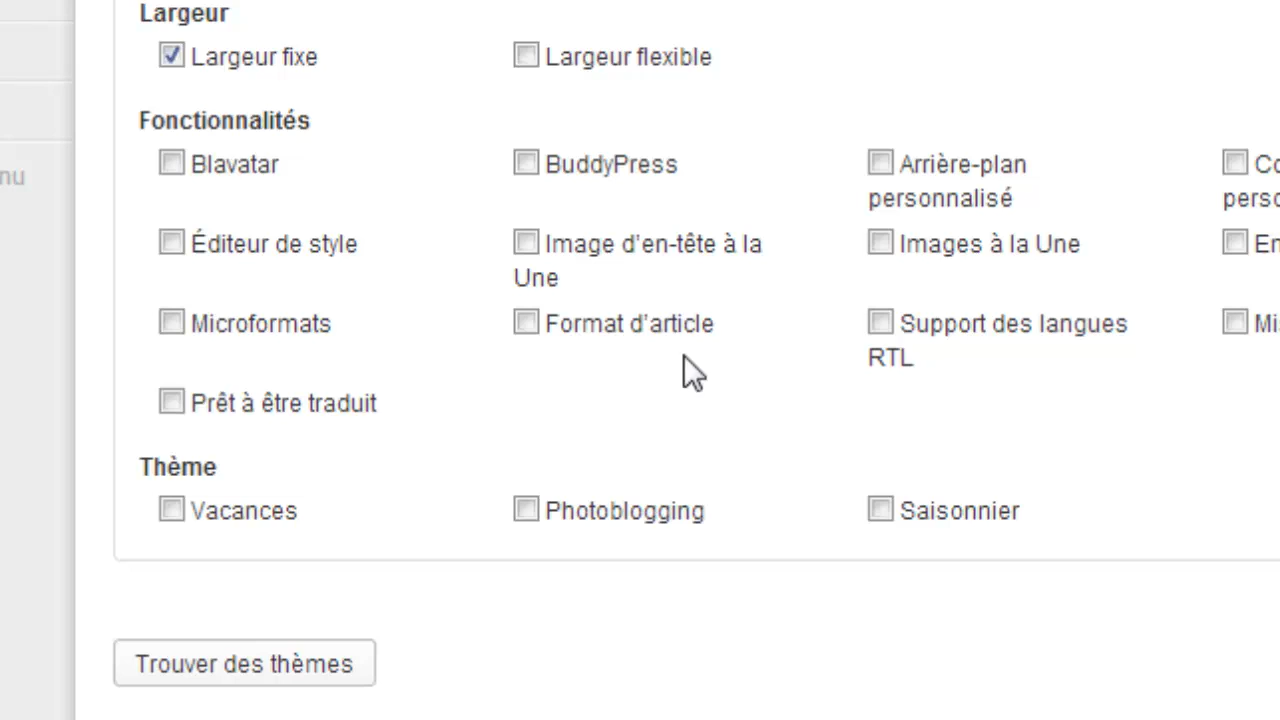 Largeur
Largeur fixe Largeur flexible
Fonctionnalités
nu
Blavatar BuddyPress Arrière-plan
personnalisé
Éditeur de style Image d’en-tête à la Images à la Une
Une
Microformats Format d’article Support des langues
RTL
Prêt à être traduit
Thème
Vacances Photoblogging Saisonnier
Trouver des thèmes